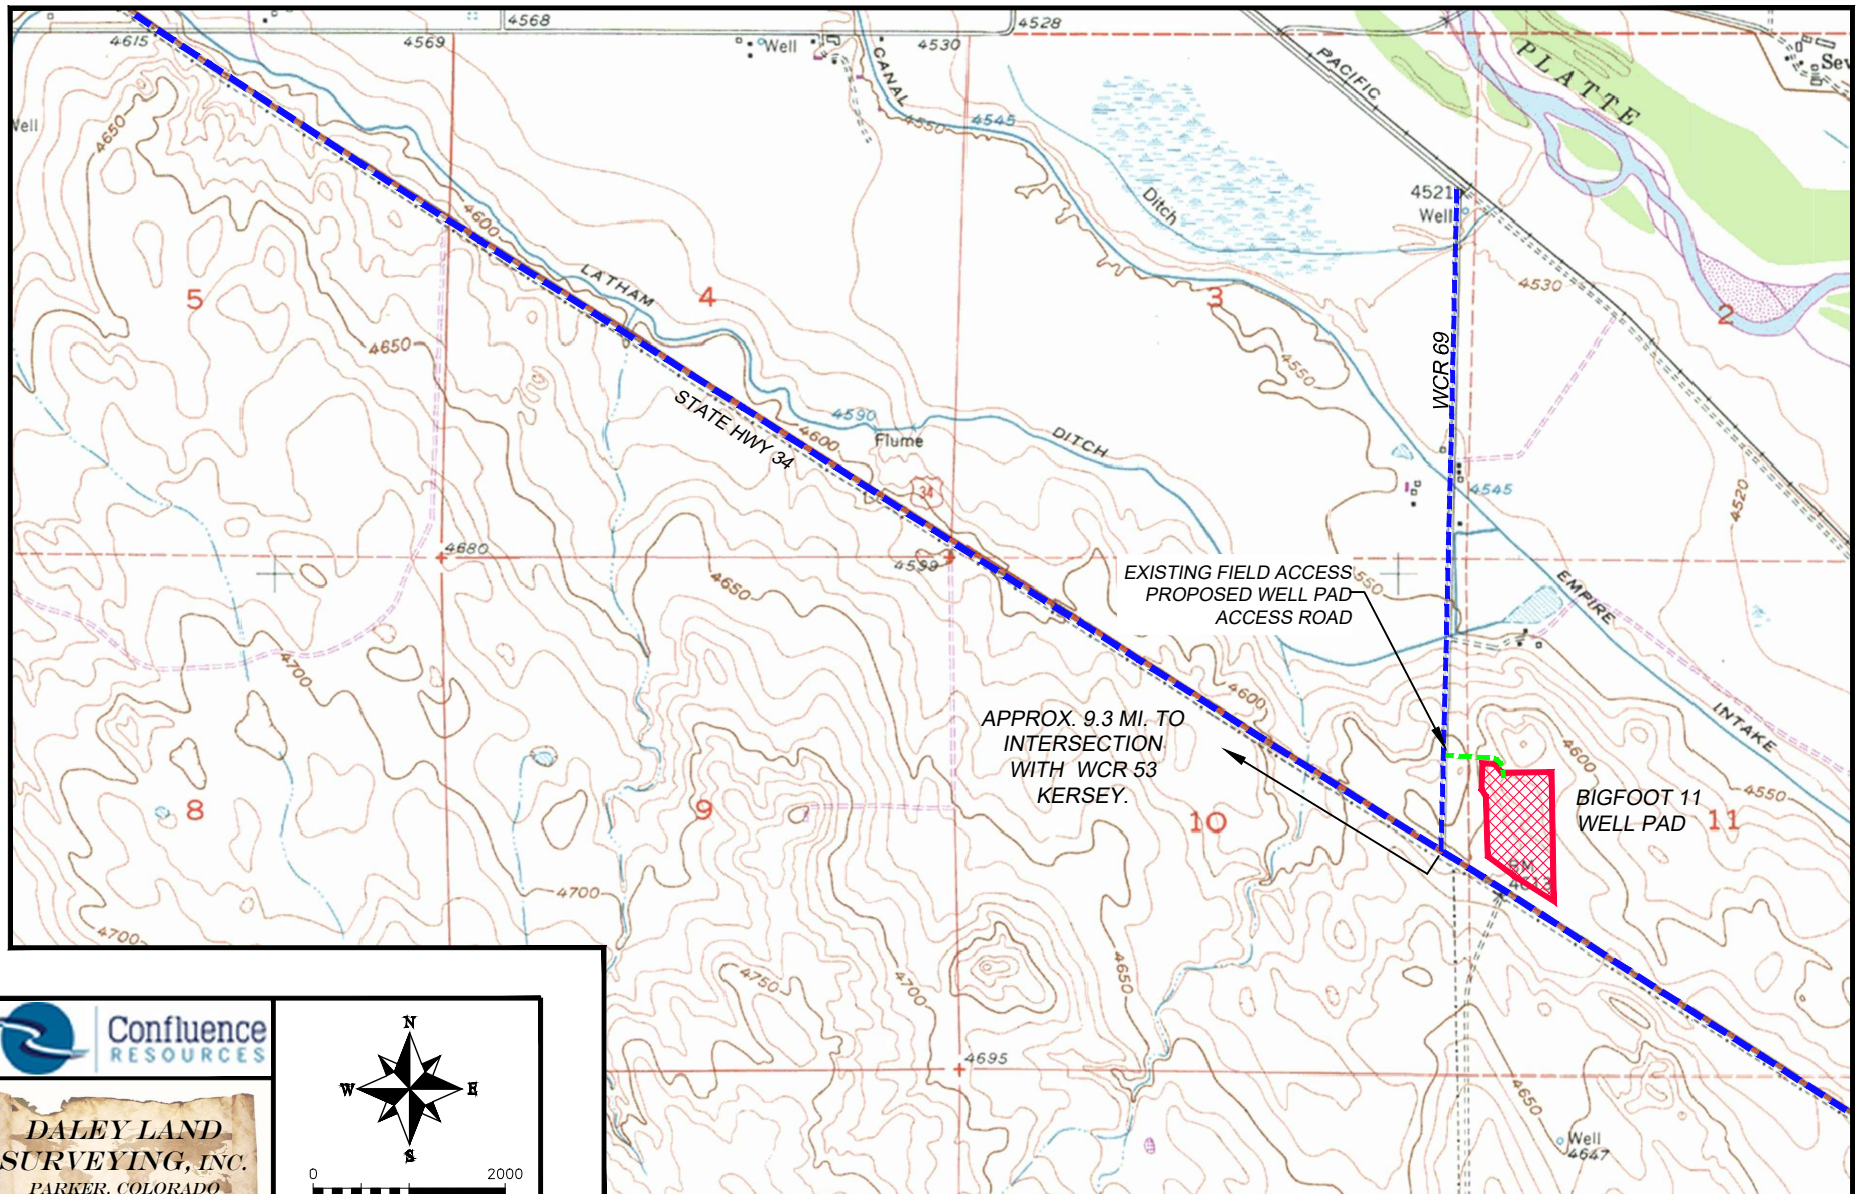 4568
4528
4615
4569
Well
4530
CANAL
PACIFIC
PLATTE
Well
4650
4550
4545
Ditch
4521
Well
4600
LATHAM
4530
5
4
3
2
4650
4550
WCR 69
STATE HWY 34
4590
Flume
4600
DITCH
34
4545
4520
4680
4599
4650
EXISTING FIELD ACCESS
PROPOSED WELL PAD
ACCESS ROAD
EMPIRE
4700
4600
INTAKE
APPROX. 9.3 MI. TO
INTERSECTION
WITH WCR 53
KERSEY.
4600
4550
8
9
10
BIGFOOT 11
WELL PAD
11
BM
4700
4700
4750
4700
4650
4695
4650
Well
4647
Confluence
RESOURCES
N
W
E
S
DALEY LAND
SURVEYING, INC.
PARKER, COLORADO
0
2000